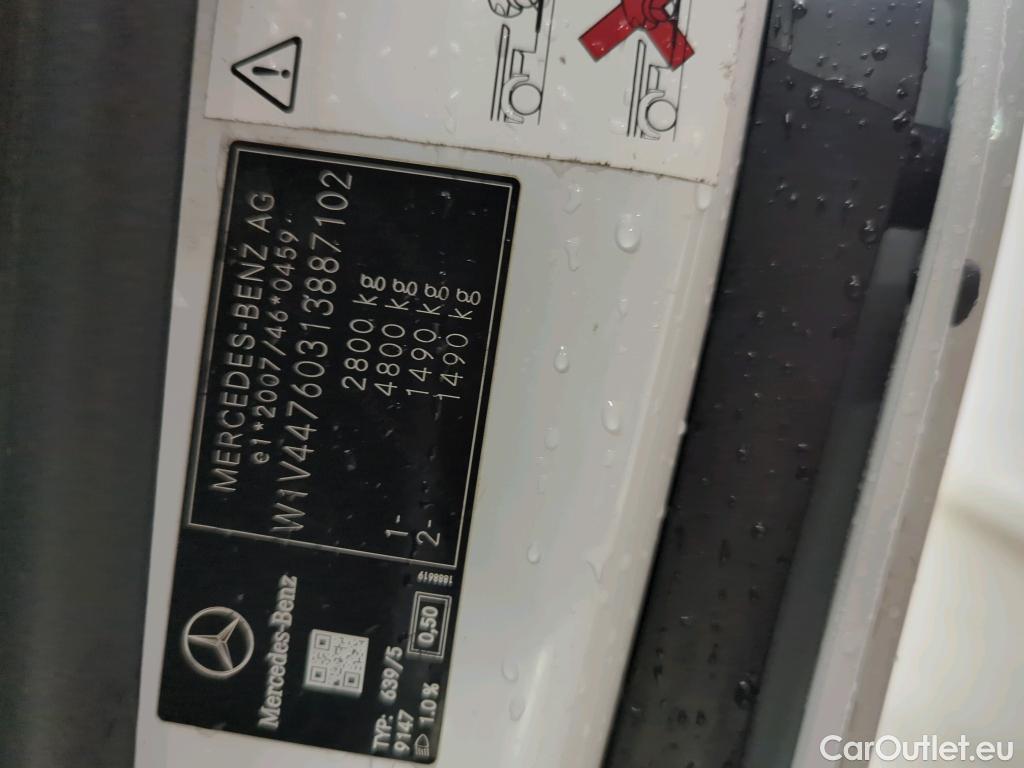 MERCEDES-BENZ AG
e1*2007/46*0459*
W1V44760313887102
2800 kg
4800 kg
1- 1490 kg
2- 1490 kg
Mercedes-Benz
TYP: 639/5
9147
1.0 %
0,50
1888619
CarOutlet.eu